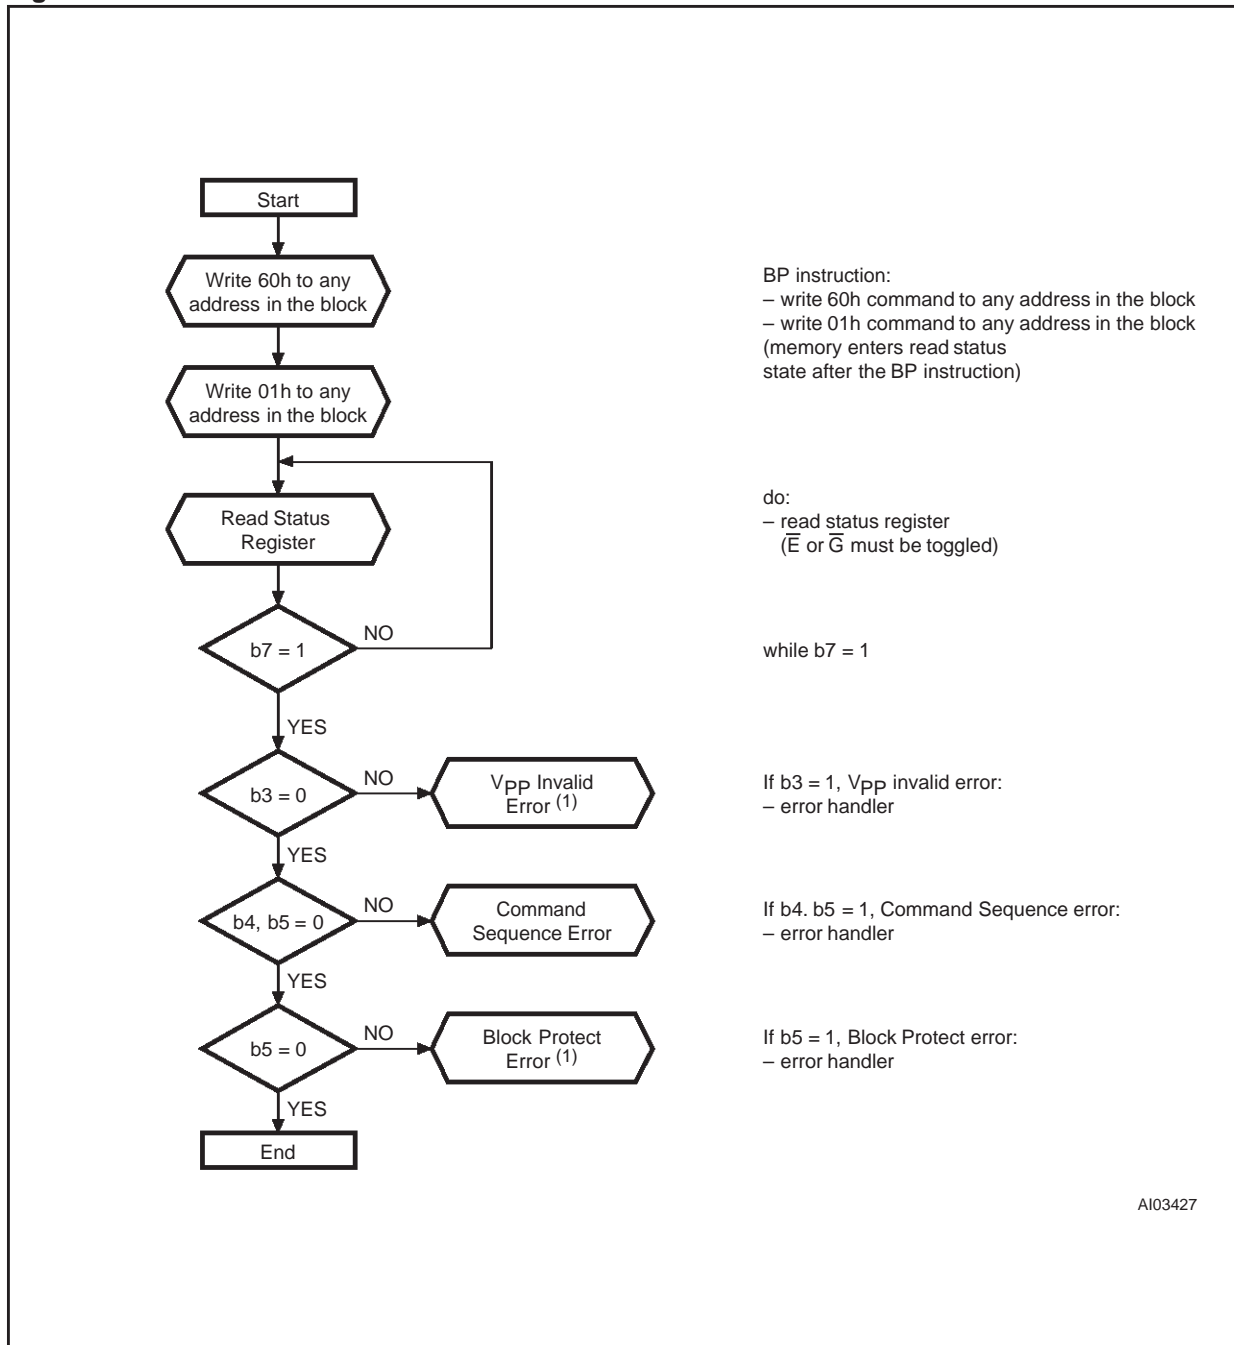 Start
Write 60h to any
address in the block
BP instruction:
– write 60h command to any address in the block
– write 01h command to any address in the block
(memory enters read status
state after the BP instruction)
Write 01h to any
address in the block
Read Status
Register
do:
– read status register
(E̅ or G̅ must be toggled)
b7 = 1
NO
while b7 = 1
YES
b3 = 0
NO
VPP Invalid
Error (1)
If b3 = 1, VPP invalid error:
– error handler
YES
b4, b5 = 0
NO
Command
Sequence Error
If b4. b5 = 1, Command Sequence error:
– error handler
YES
b5 = 0
NO
Block Protect
Error (1)
If b5 = 1, Block Protect error:
– error handler
YES
End
AI03427